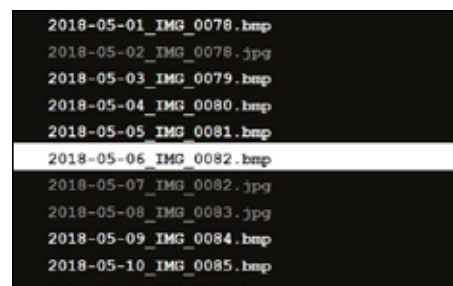 2018-05-01_IMG_0078.bmp
2018-05-02_IMG_0078.jpg
2018-05-03_IMG_0079.bmp
2018-05-04_IMG_0080.bmp
2018-05-05_IMG_0081.bmp
2018-05-06_IMG_0082.bmp
2018-05-07_IMG_0082.jpg
2018-05-08_IMG_0083.jpg
2018-05-09_IMG_0084.bmp
2018-05-10_IMG_0085.bmp